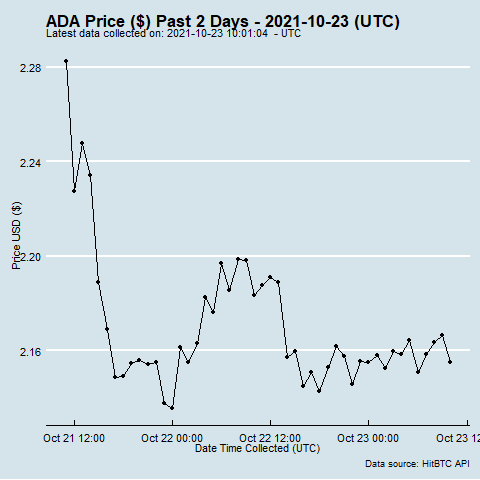 ADA Price ($) Past 2 Days - 2021-10-23 (UTC)
Latest data collected on: 2021-10-23 10:01:04 - UTC
2.28
2.24
2.20
2.16
Price USD ($)
Oct 21 12:00 Oct 22 00:00 Oct 22 12:00 Oct 23 00:00 Oct 23 12
Date Time Collected (UTC)
Data source: HitBTC API